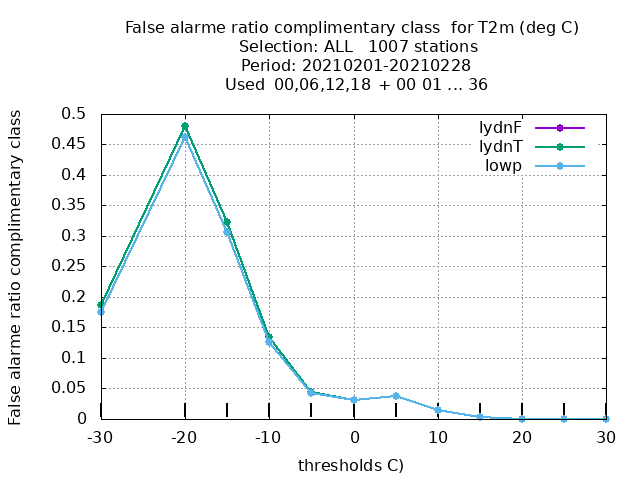 False alarme ratio complimentary class  for T2m (deg C)
Selection: ALL   1007 stations
Period: 20210201-20210228
Used  00,06,12,18  + 00 01 ... 36
False alarme ratio complimentary class
lydnF
lydnT
lowp
0.5
0.45
0.4
0.35
0.3
0.25
0.2
0.15
0.1
0.05
0
-30 -20 -10 0 10 20 30
thresholds C)